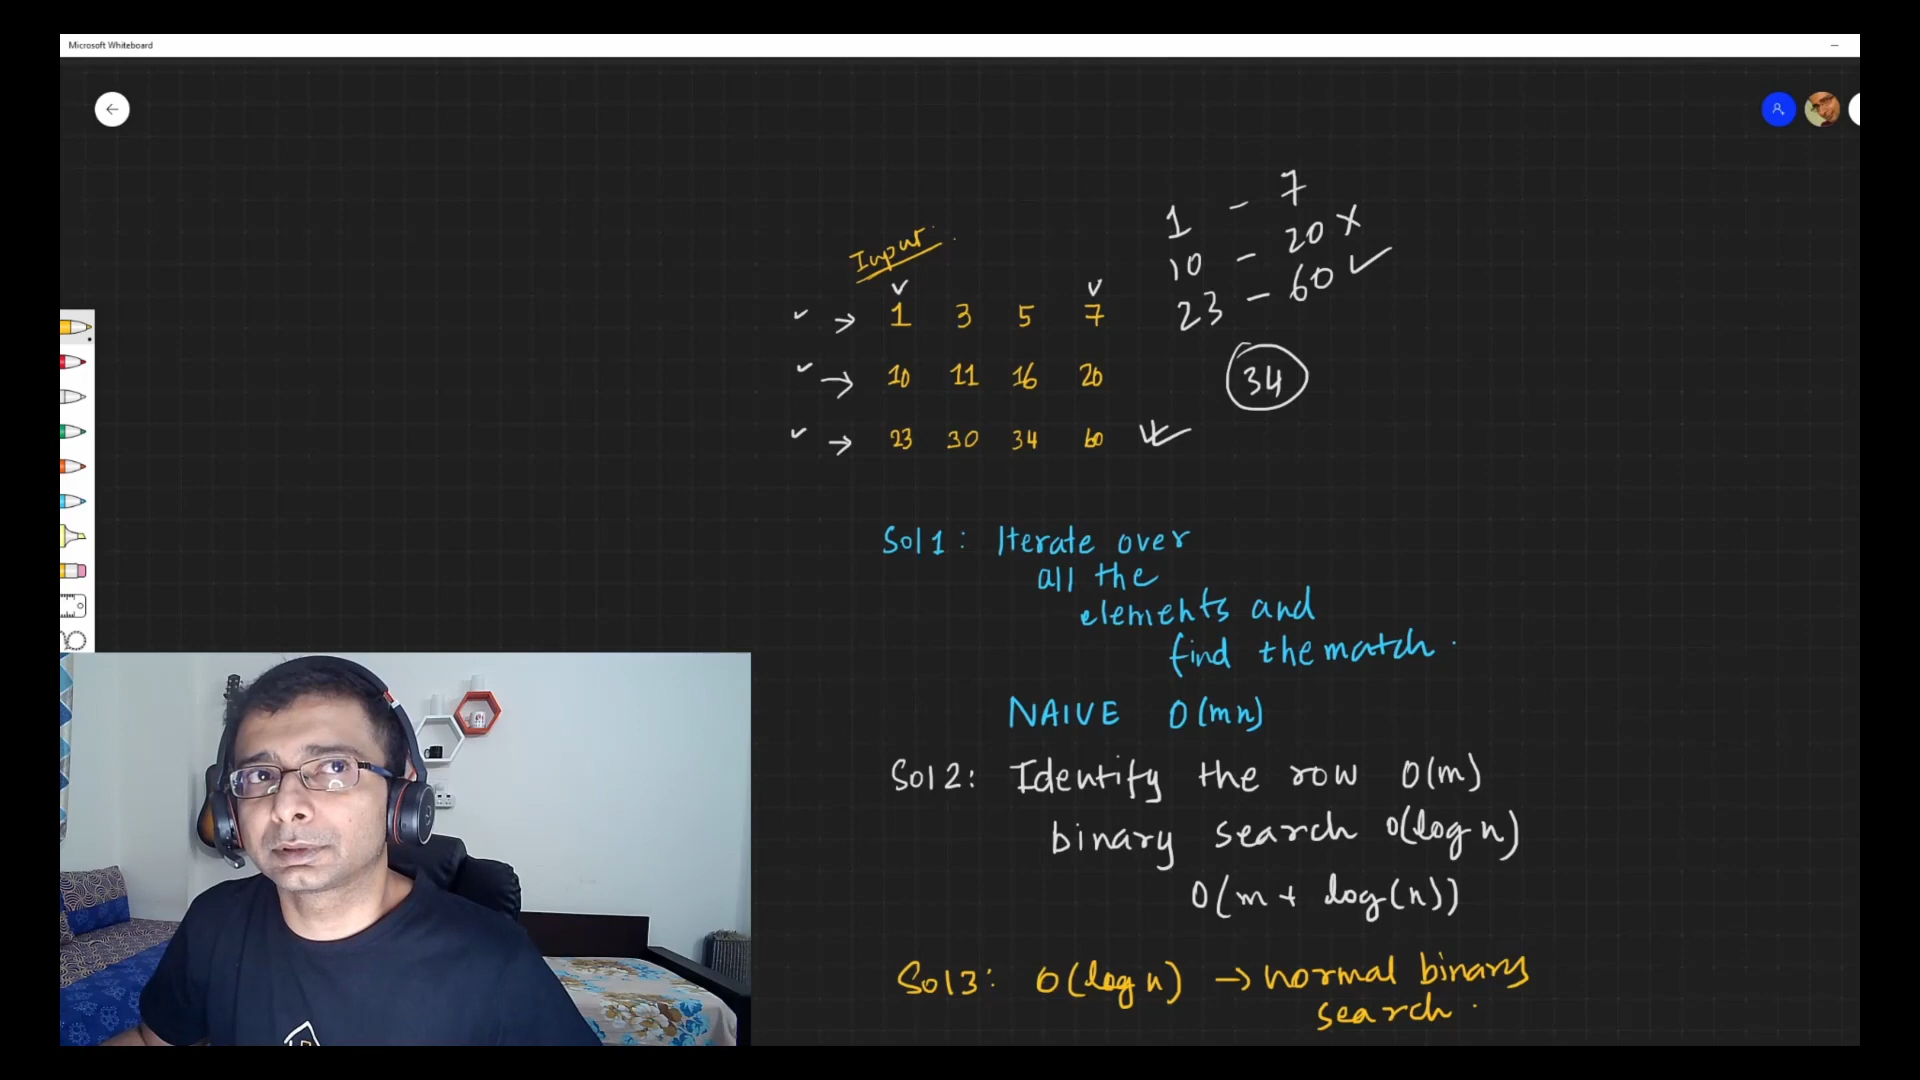 Microsoft Whiteboard
1 - 7
10 - 20 x
23 - 60
Input
1 3 5 7
10 11 16 20
34
23 30 34 60
Sol 1 : Iterate over
all the
elements and
find the match.
NAIVE O(mn)
Sol 2: Identify the row O(m)
binary search O(log n)
O(m + log(n))
Sol 3: O(log n) → normal binary
search.